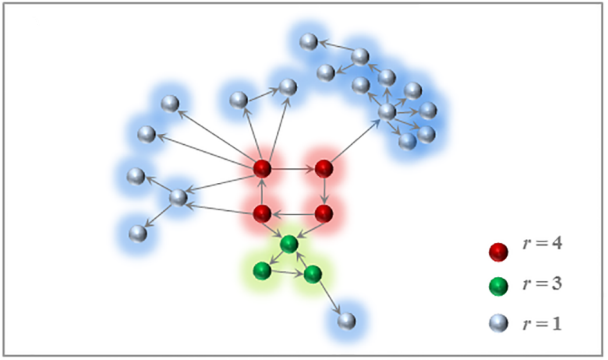 r = 4
r = 3
r = 1